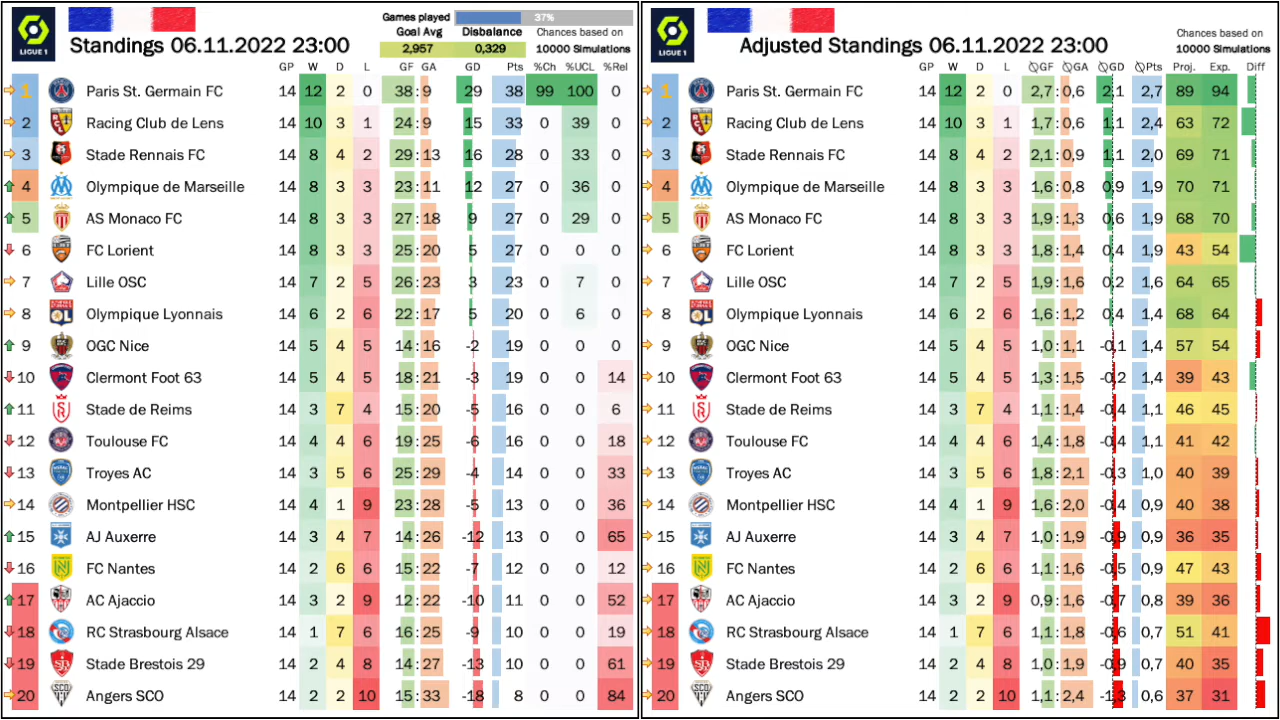 LIGUE 1
Standings 06.11.2022 23:00
Games played 37%
Goal Avg Disbalance
2,957 0,329
Chances based on
10000 Simulations
GP W D L GF GA GD Pts %Ch %UCL %Rel
1 Paris St. Germain FC 14 12 2 0 38 : 9 29 38 99 100 0
2 Racing Club de Lens 14 10 3 1 24 : 9 15 33 0 39 0
3 Stade Rennais FC 14 8 4 2 29 : 13 16 28 0 33 0
4 Olympique de Marseille 14 8 3 3 23 : 11 12 27 0 36 0
5 AS Monaco FC 14 8 3 3 27 : 18 9 27 0 29 0
6 FC Lorient 14 8 3 3 25 : 20 5 27 0 0 0
7 Lille OSC 14 7 2 5 26 : 23 3 23 0 7 0
8 Olympique Lyonnais 14 6 2 6 22 : 17 5 20 0 6 0
9 OGC Nice 14 5 4 5 14 : 16 -2 19 0 0 0
10 Clermont Foot 63 14 5 4 5 18 : 21 -3 19 0 0 14
11 Stade de Reims 14 3 7 4 15 : 20 -5 16 0 0 6
12 Toulouse FC 14 4 4 6 19 : 25 -6 16 0 0 18
13 Troyes AC 14 3 5 6 25 : 29 -4 14 0 0 33
14 Montpellier HSC 14 4 1 9 23 : 28 -5 13 0 0 36
15 AJ Auxerre 14 3 4 7 14 : 26 -12 13 0 0 65
16 FC Nantes 14 2 6 6 15 : 22 -7 12 0 0 12
17 AC Ajaccio 14 3 2 9 12 : 22 -10 11 0 0 52
18 RC Strasbourg Alsace 14 1 7 6 16 : 25 -9 10 0 0 19
19 Stade Brestois 29 14 2 4 8 14 : 27 -13 10 0 0 61
20 Angers SCO 14 2 2 10 15 : 33 -18 8 0 0 84
LIGUE 1
Adjusted Standings 06.11.2022 23:00
Chances based on
10000 Simulations
GP W D L ∅GF ∅GA ∅GD ∅Pts Proj. Exp. Diff
1 Paris St. Germain FC 14 12 2 0 2,7 : 0,6 2,1 2,7 89 94
2 Racing Club de Lens 14 10 3 1 1,7 : 0,6 1,1 2,4 63 72
3 Stade Rennais FC 14 8 4 2 2,1 : 0,9 1,1 2,0 69 71
4 Olympique de Marseille 14 8 3 3 1,6 : 0,8 0,9 1,9 70 71
5 AS Monaco FC 14 8 3 3 1,9 : 1,3 0,6 1,9 68 70
6 FC Lorient 14 8 3 3 1,8 : 1,4 0,4 1,9 43 54
7 Lille OSC 14 7 2 5 1,9 : 1,6 0,2 1,6 64 65
8 Olympique Lyonnais 14 6 2 6 1,6 : 1,2 0,4 1,4 68 64
9 OGC Nice 14 5 4 5 1,0 : 1,1 -0,1 1,4 57 54
10 Clermont Foot 63 14 5 4 5 1,3 : 1,5 -0,2 1,4 39 43
11 Stade de Reims 14 3 7 4 1,1 : 1,4 -0,4 1,1 46 45
12 Toulouse FC 14 4 4 6 1,4 : 1,8 -0,4 1,1 41 42
13 Troyes AC 14 3 5 6 1,8 : 2,1 -0,3 1,0 40 39
14 Montpellier HSC 14 4 1 9 1,6 : 2,0 -0,4 0,9 40 38
15 AJ Auxerre 14 3 4 7 1,0 : 1,9 -0,9 0,9 36 35
16 FC Nantes 14 2 6 6 1,1 : 1,6 -0,5 0,9 47 43
17 AC Ajaccio 14 3 2 9 0,9 : 1,6 -0,7 0,8 39 36
18 RC Strasbourg Alsace 14 1 7 6 1,1 : 1,8 -0,6 0,7 51 41
19 Stade Brestois 29 14 2 4 8 1,0 : 1,9 -0,9 0,7 40 35
20 Angers SCO 14 2 2 10 1,1 : 2,4 -1,3 0,6 37 31